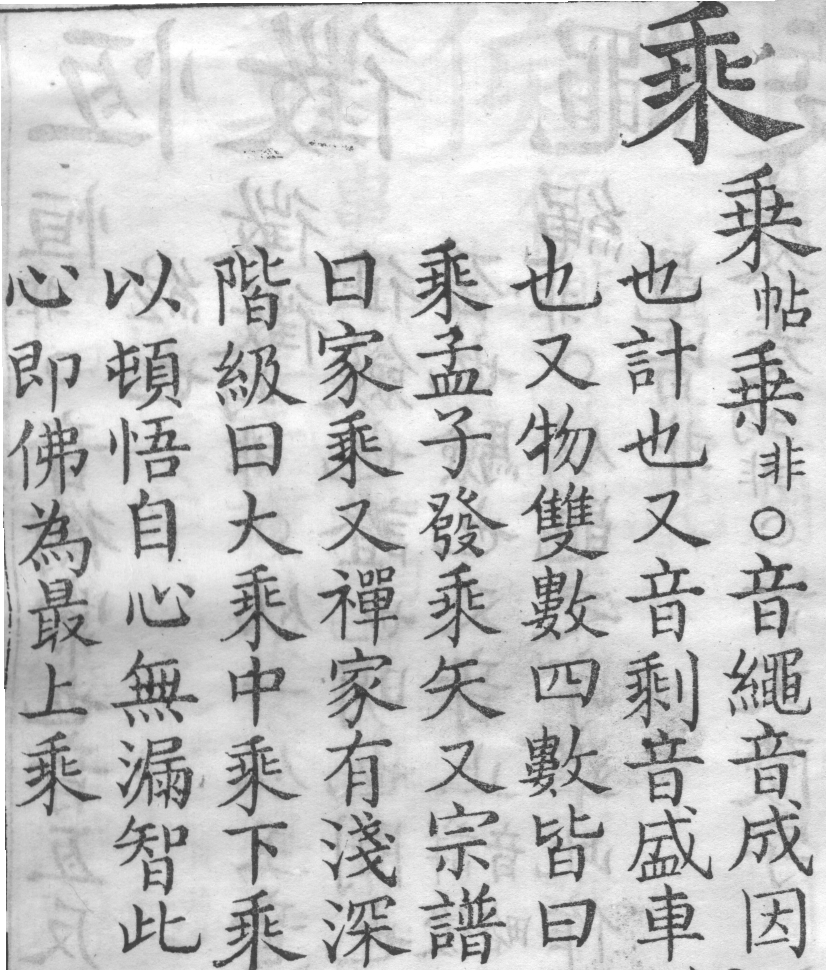 乘
乗帖乗非○音繩音成因
也計也又音剩音盛車
也又物雙數四數皆曰
乘孟子發乘矢又宗譜
曰家乘又禪家有淺深
階級曰大乘中乘下乘
以頓悟自心無漏智此
心即佛為最上乘